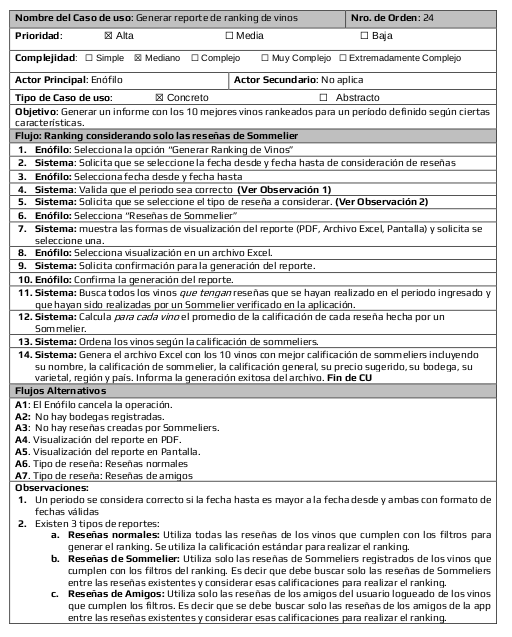 Nombre del Caso de uso: Generar reporte de ranking de vinos Nro. de Orden: 24
Prioridad: ☒ Alta ☐ Media ☐ Baja
Complejidad: ☐ Simple ☒ Mediano ☐ Complejo ☐ Muy Complejo ☐ Extremadamente Complejo
Actor Principal: Enófilo Actor Secundario: No aplica
Tipo de Caso de uso: ☒ Concreto ☐ Abstracto
Objetivo: Generar un informe con los 10 mejores vinos rankeados para un período definido según ciertas
características.
Flujo: Ranking considerando solo las reseñas de Sommelier
1. Enófilo: Selecciona la opción "Generar Ranking de Vinos"
2. Sistema: Solicita que se seleccione la fecha desde y fecha hasta de consideración de reseñas
3. Enófilo: Selecciona fecha desde y fecha hasta
4. Sistema: Valida que el periodo sea correcto (Ver Observación 1)
5. Sistema: Solicita que se seleccione el tipo de reseña a considerar. (Ver Observación 2)
6. Enófilo: Selecciona "Reseñas de Sommelier"
7. Sistema: muestra las formas de visualización del reporte (PDF, Archivo Excel, Pantalla) y solicita se
seleccione una.
8. Enófilo: Selecciona visualización en un archivo Excel.
9. Sistema: Solicita confirmación para la generación del reporte.
10. Enófilo: Confirma la generación del reporte.
11. Sistema: Busca todos los vinos que tengan reseñas que se hayan realizado en el periodo ingresado y
que hayan sido realizadas por un Sommelier verificado en la aplicación.
12. Sistema: Calcula para cada vino el promedio de la calificación de cada reseña hecha por un
Sommelier.
13. Sistema: Ordena los vinos según la calificación de sommeliers.
14. Sistema: Genera el archivo Excel con los 10 vinos con mejor calificación de sommeliers incluyendo
su nombre, la calificación de sommelier, la calificación general, su precio sugerido, su bodega, su
varietal, región y país. Informa la generación exitosa del archivo. Fin de CU
Flujos Alternativos
A1: El Enófilo cancela la operación.
A2: No hay bodegas registradas.
A3: No hay reseñas creadas por Sommeliers.
A4. Visualización del reporte en PDF.
A5. Visualización del reporte en Pantalla.
A6. Tipo de reseña: Reseñas normales
A7. Tipo de reseña: Reseñas de amigos
Observaciones:
1. Un periodo se considera correcto si la fecha hasta es mayor a la fecha desde y ambas con formato de
fechas válidas
2. Existen 3 tipos de reportes:
a. Reseñas normales: Utiliza todas las reseñas de los vinos que cumplen con los filtros para
generar el ranking. Se utiliza la calificación estándar para realizar el ranking.
b. Reseñas de Sommelier: Utiliza solo las reseñas de Sommeliers registrados de los vinos que
cumplen con los filtros del ranking. Es decir que debe buscar solo las reseñas de Sommeliers
entre las reseñas existentes y considerar esas calificaciones para realizar el ranking.
c. Reseñas de Amigos: Utiliza solo las reseñas de los amigos del usuario logueado de los vinos
que cumplen los filtros. Es decir que se debe buscar solo las reseñas de los amigos de la app
entre las reseñas existentes y considerar esas calificaciones para realizar el ranking.